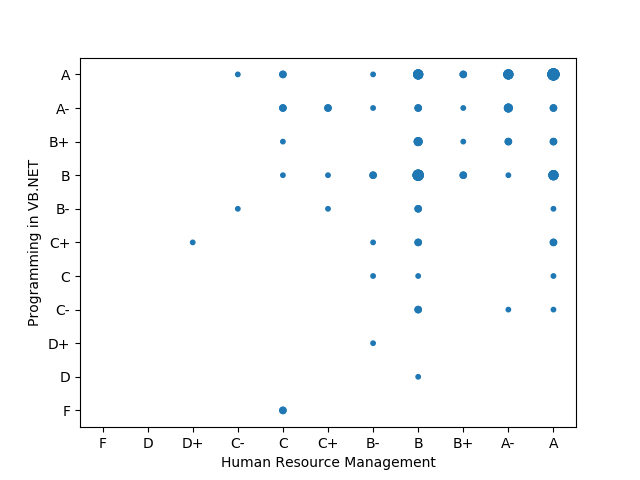 Programming in VB.NET
A
A-
B+
B
B-
C+
C
C-
D+
D
F
F D D+ C- C C+ B- B B+ A- A
Human Resource Management